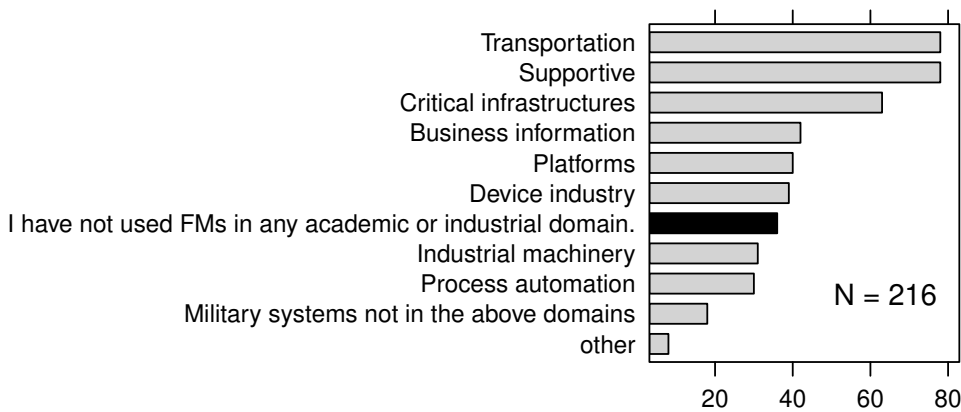 Transportation
Supportive
Critical infrastructures
Business information
Platforms
Device industry
I have not used FMs in any academic or industrial domain.
Industrial machinery
Process automation
Military systems not in the above domains
other
N = 216
20 40 60 80